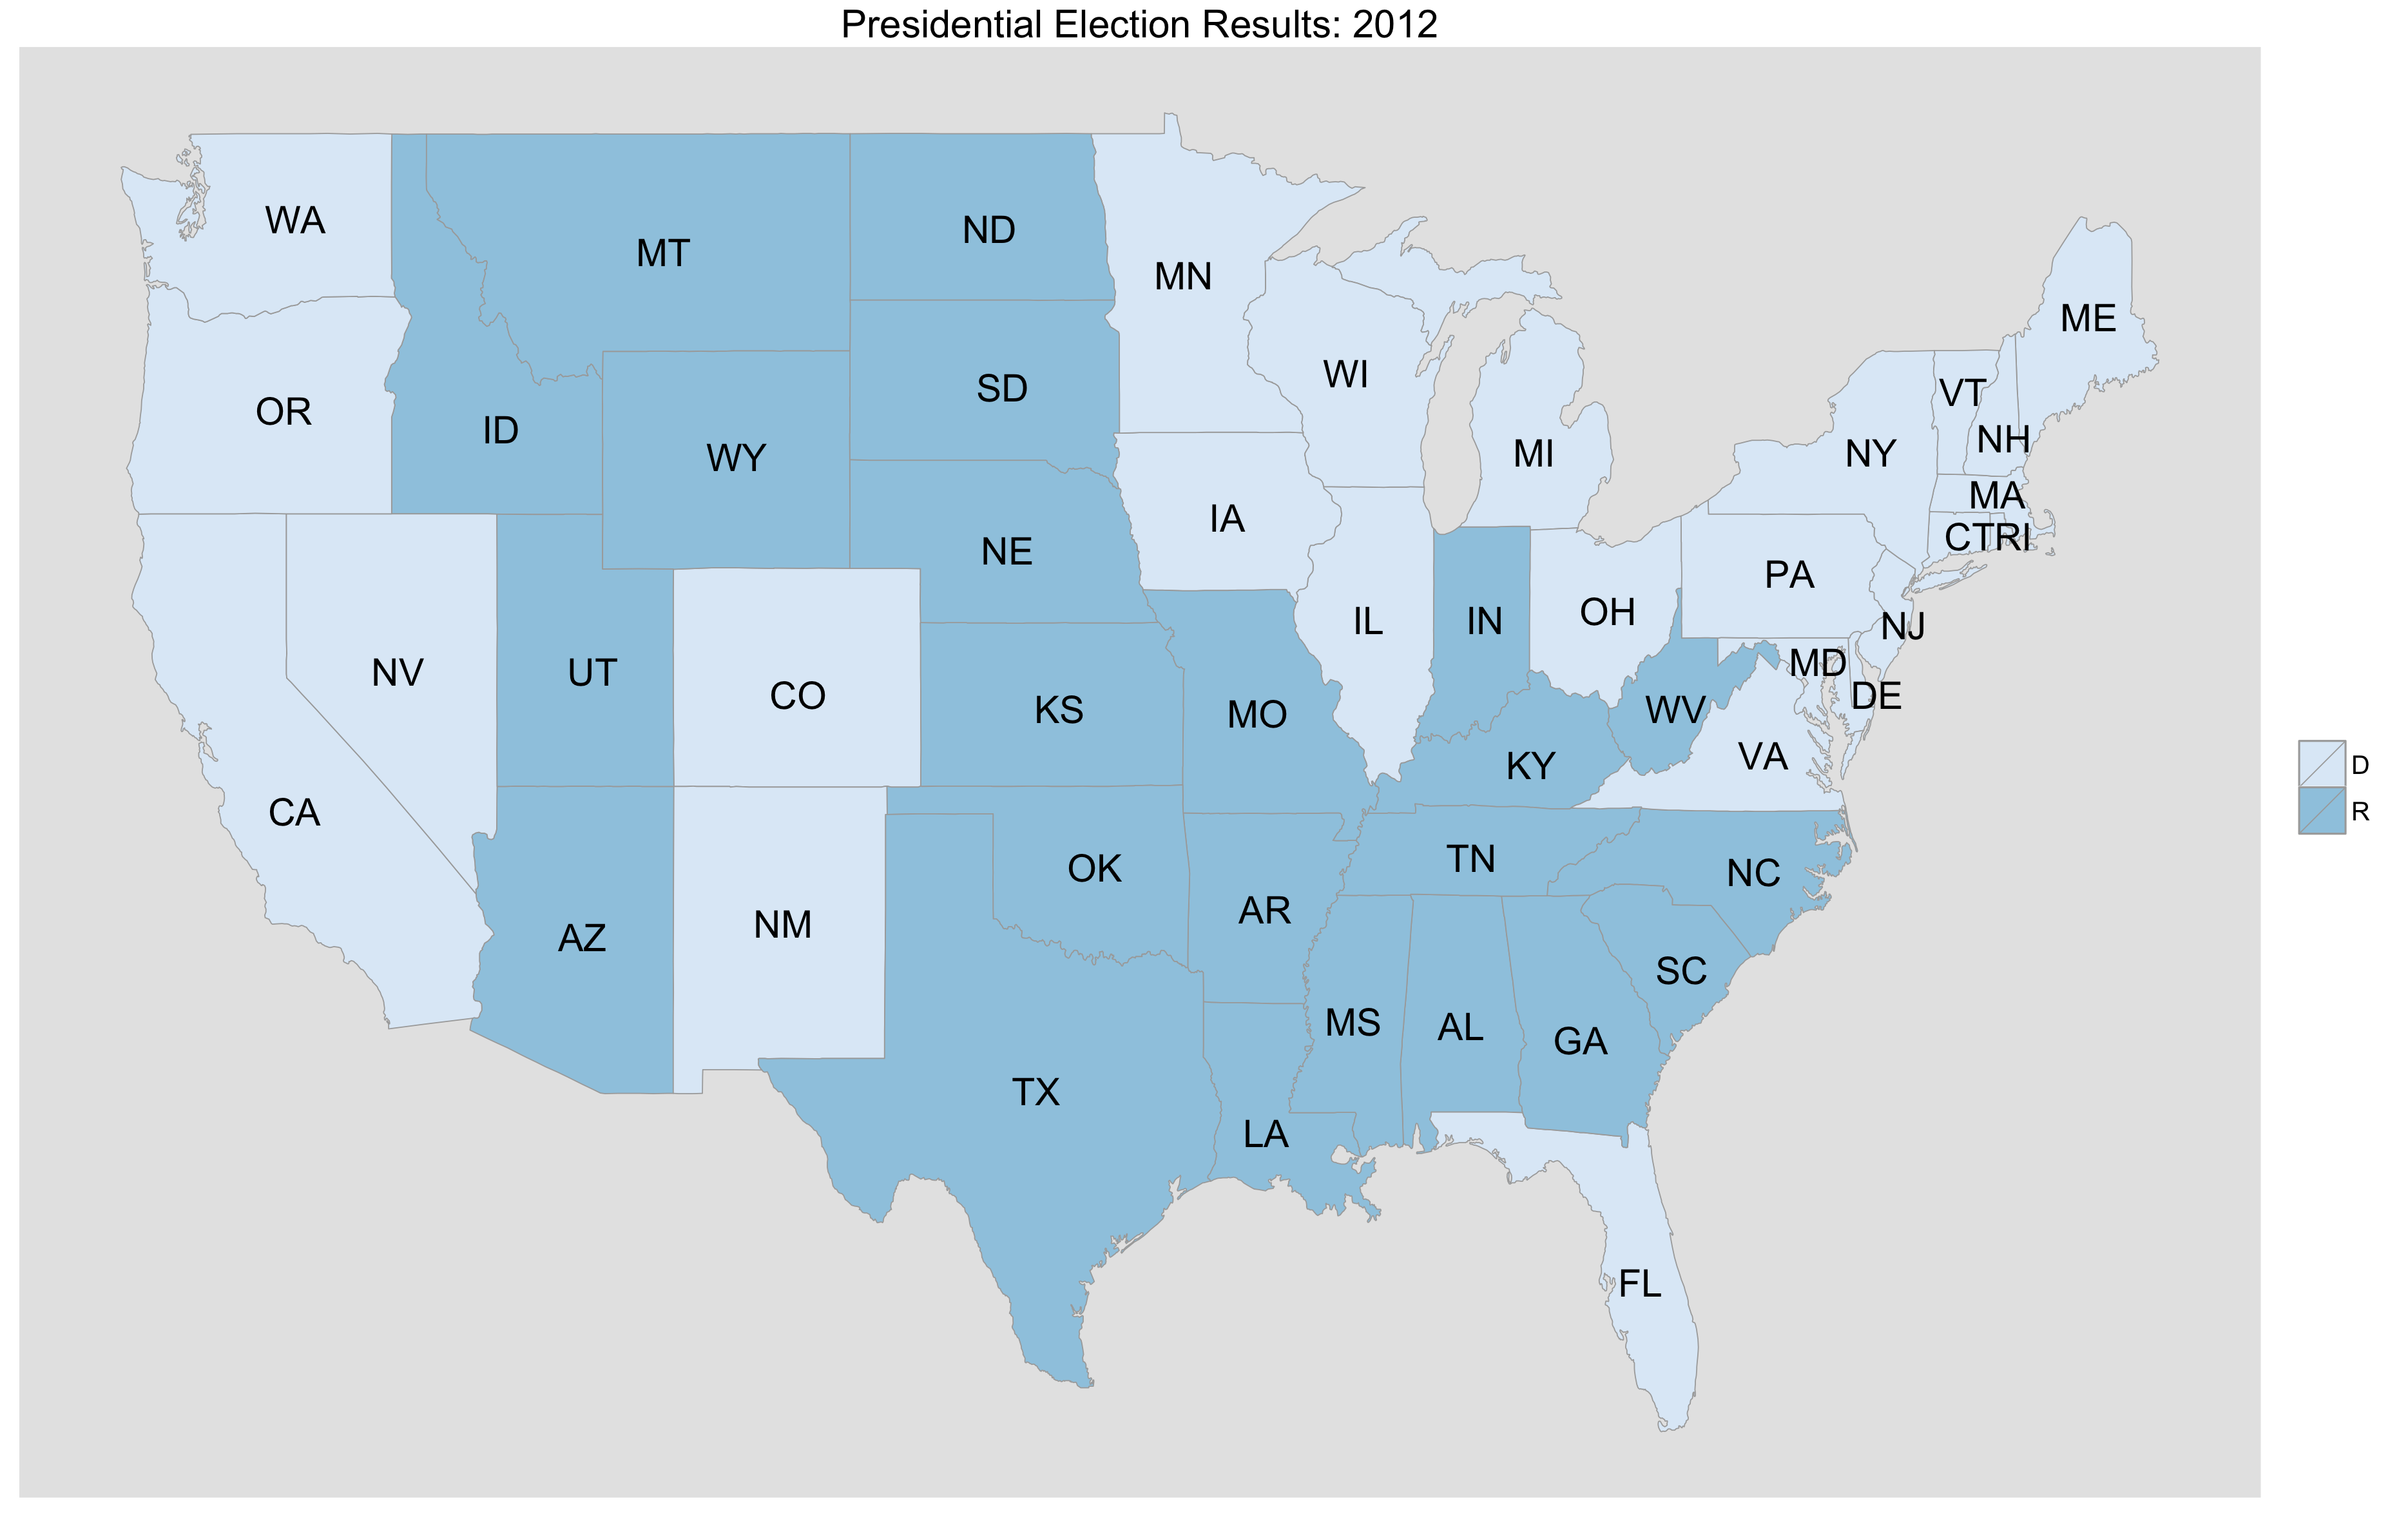 Presidential Election Results: 2012
WA
MT
ND
MN
ME
OR
ID
WY
SD
WI
MI
NY
VT
NH
MA
CT
RI
IA
NE
PA
NJ
IL
IN
OH
MD
DE
NV
UT
CO
KS
MO
WV
VA
KY
CA
AZ
NM
OK
AR
TN
NC
SC
MS
AL
GA
TX
LA
FL
D
R